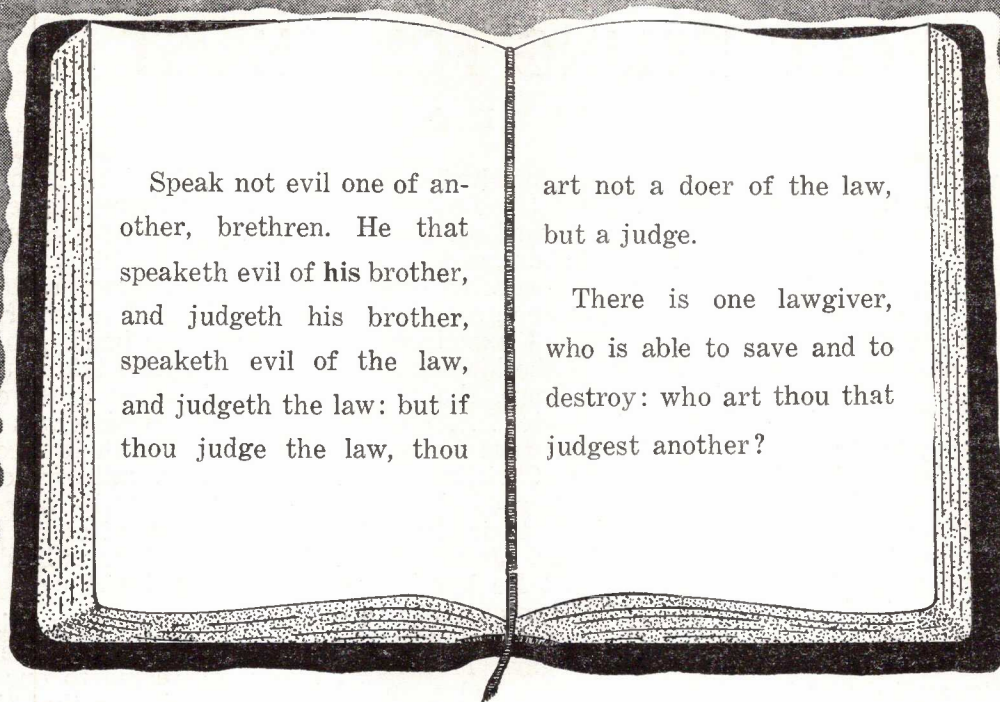 Speak not evil one of an-
other, brethren. He that
speaketh evil of his brother,
and judgeth his brother,
speaketh evil of the law,
and judgeth the law: but if
thou judge the law, thou
art not a doer of the law,
but a judge.
There is one lawgiver,
who is able to save and to
destroy: who art thou that
judgest another?